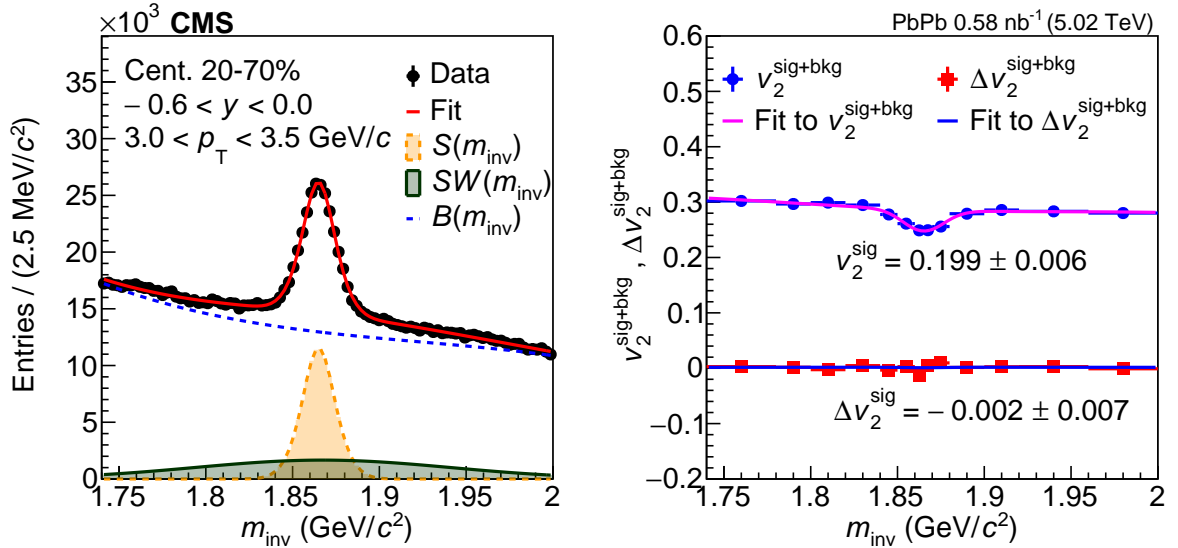 ×10³ CMS
Cent. 20-70%
− 0.6 < y < 0.0
3.0 < p_T < 3.5 GeV/c
Data
Fit
S(m_inv)
SW(m_inv)
B(m_inv)
Entries / (2.5 MeV/c²)
35
30
25
20
15
10
5
0
1.75 1.8 1.85 1.9 1.95 2
m_inv (GeV/c²)
PbPb 0.58 nb⁻¹ (5.02 TeV)
v₂^sig+bkg Δv₂^sig+bkg
Fit to v₂^sig+bkg Fit to Δv₂^sig+bkg
v₂^sig = 0.199 ± 0.006
Δv₂^sig = − 0.002 ± 0.007
v₂^sig+bkg , Δv₂^sig+bkg
0.6
0.5
0.4
0.3
0.2
0.1
0
−0.1
−0.2
1.75 1.8 1.85 1.9 1.95 2
m_inv (GeV/c²)